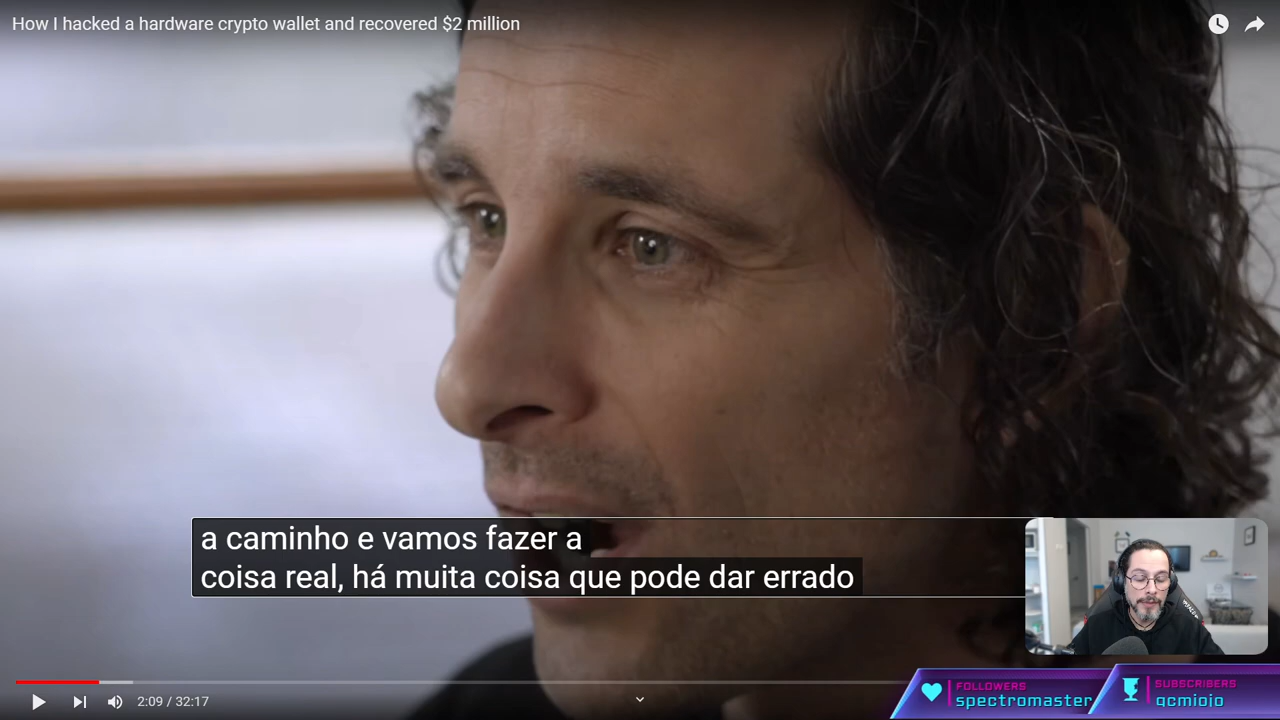 How I hacked a hardware crypto wallet and recovered $2 million
a caminho e vamos fazer a
coisa real, há muita coisa que pode dar errado
2:09 / 32:17
FOLLOWERS
spectromaster
SUBSCRIBERS
qcmiojo